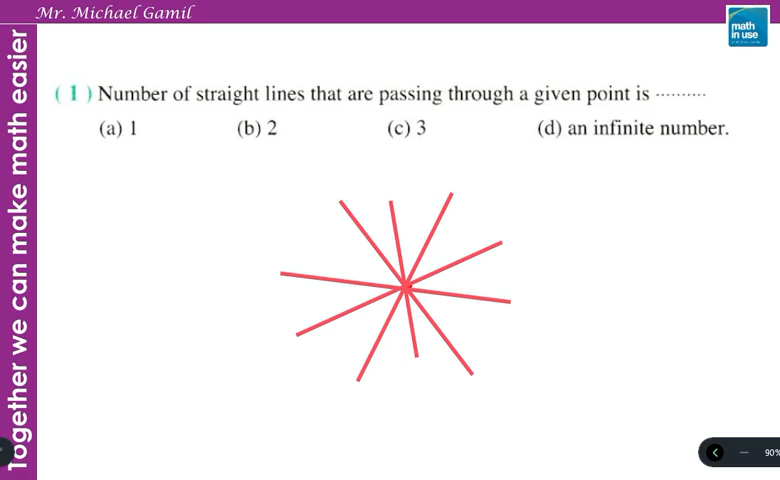 Mr. Michael Gamil
math
in use
Together we can make math easier
( 1 ) Number of straight lines that are passing through a given point is ··········
(a) 1 (b) 2 (c) 3 (d) an infinite number.
90%